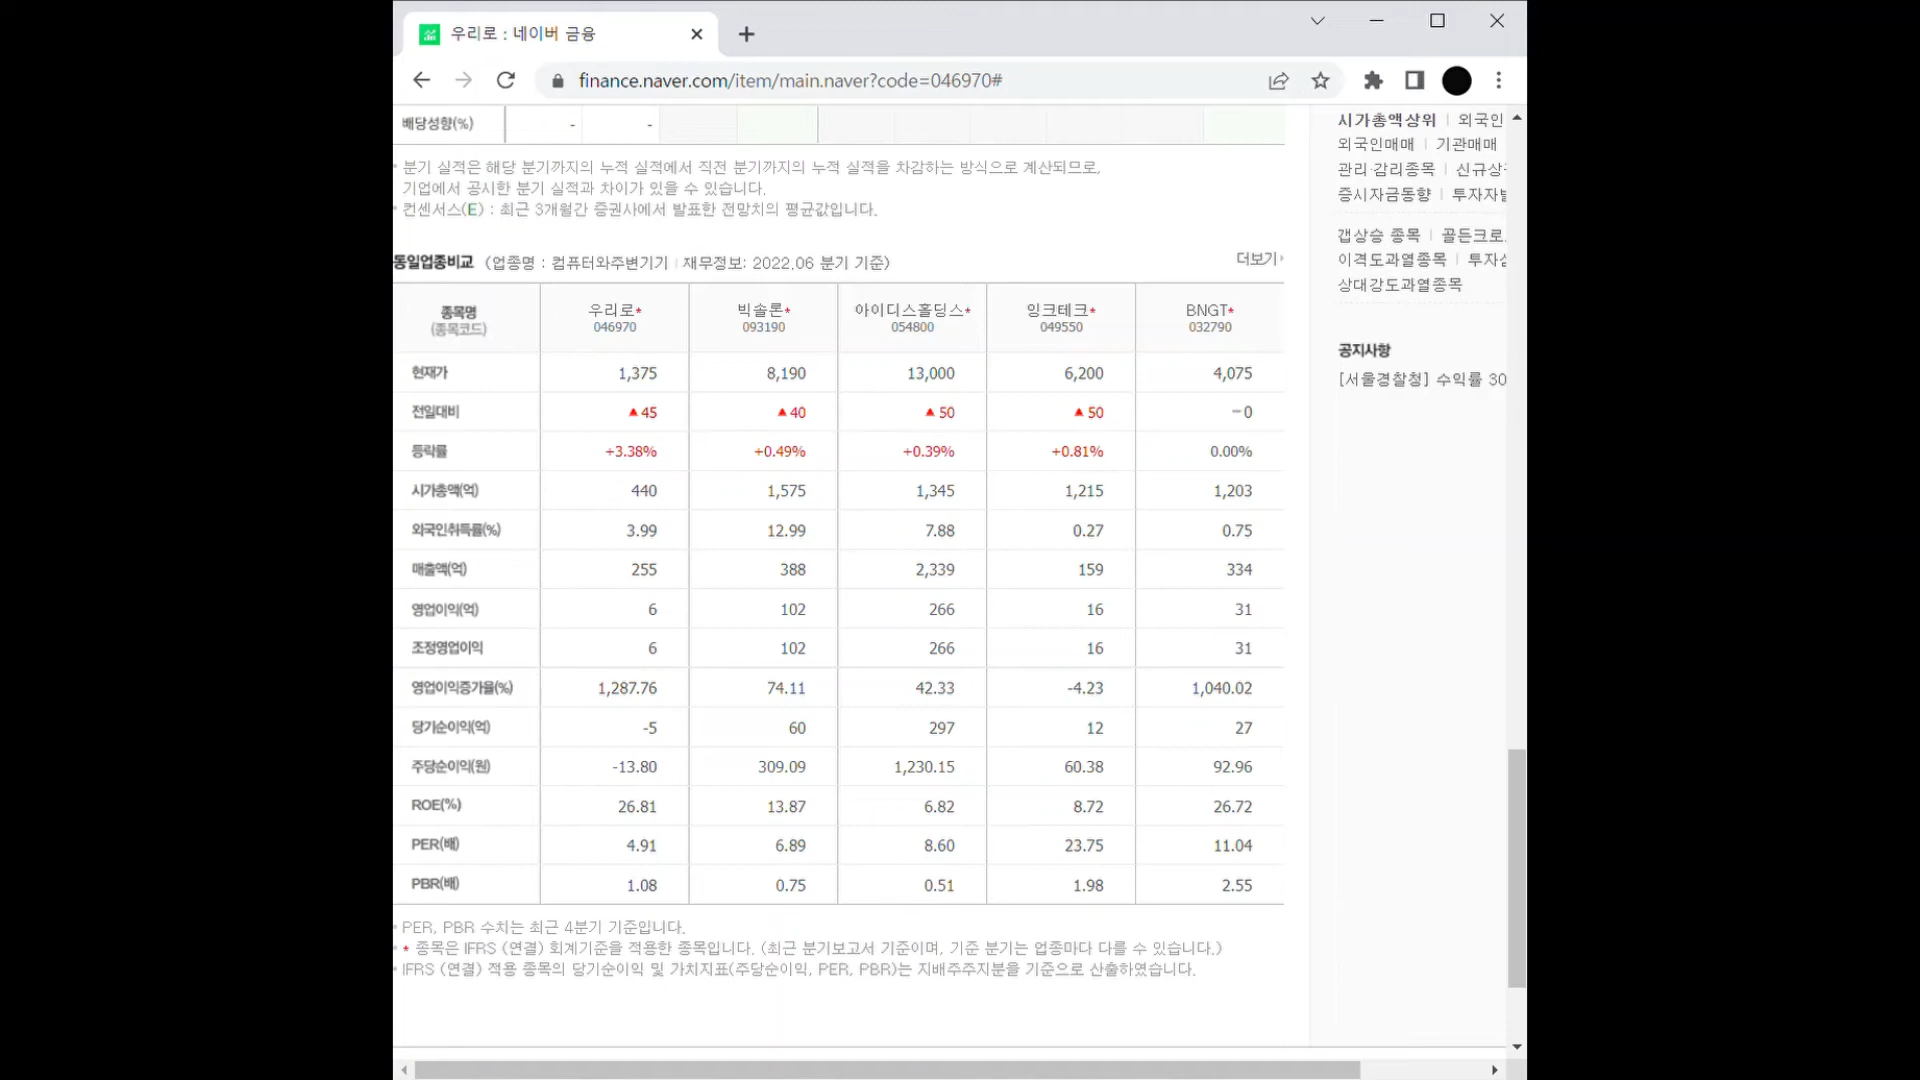 우리로 : 네이버 금융
finance.naver.com/item/main.naver?code=046970#
배당성향(%) - -
• 분기 실적은 해당 분기까지의 누적 실적에서 직전 분기까지의 누적 실적을 차감하는 방식으로 계산되므로,
기업에서 공시한 분기 실적과 차이가 있을 수 있습니다.
• 컨센서스(E) : 최근 3개월간 증권사에서 발표한 전망치의 평균값입니다.
동일업종비교 (업종명 : 컴퓨터와주변기기 | 재무정보: 2022.06 분기 기준) 더보기
종목명 우리로* 빅솔론* 아이디스홀딩스* 잉크테크* BNGT*
(종목코드) 046970 093190 054800 049550 032790
현재가 1,375 8,190 13,000 6,200 4,075
전일대비 ▲45 ▲40 ▲50 ▲50 －0
등락률 +3.38% +0.49% +0.39% +0.81% 0.00%
시가총액(억) 440 1,575 1,345 1,215 1,203
외국인취득률(%) 3.99 12.99 7.88 0.27 0.75
매출액(억) 255 388 2,339 159 334
영업이익(억) 6 102 266 16 31
조정영업이익 6 102 266 16 31
영업이익증가율(%) 1,287.76 74.11 42.33 -4.23 1,040.02
당기순이익(억) -5 60 297 12 27
주당순이익(원) -13.80 309.09 1,230.15 60.38 92.96
ROE(%) 26.81 13.87 6.82 8.72 26.72
PER(배) 4.91 6.89 8.60 23.75 11.04
PBR(배) 1.08 0.75 0.51 1.98 2.55
• PER, PBR 수치는 최근 4분기 기준입니다.
• * 종목은 IFRS (연결) 회계기준을 적용한 종목입니다. (최근 분기보고서 기준이며, 기준 분기는 업종마다 다를 수 있습니다.)
• IFRS (연결) 적용 종목의 당기순이익 및 가치지표(주당순이익, PER, PBR)는 지배주주지분을 기준으로 산출하였습니다.
시가총액상위 | 외국인
외국인매매 | 기관매매
관리·감리종목 | 신규상
증시자금동향 | 투자자
갭상승 종목 | 골든크로
이격도과열종목 | 투자
상대강도과열종목
공지사항
[서울경찰청] 수익률 30